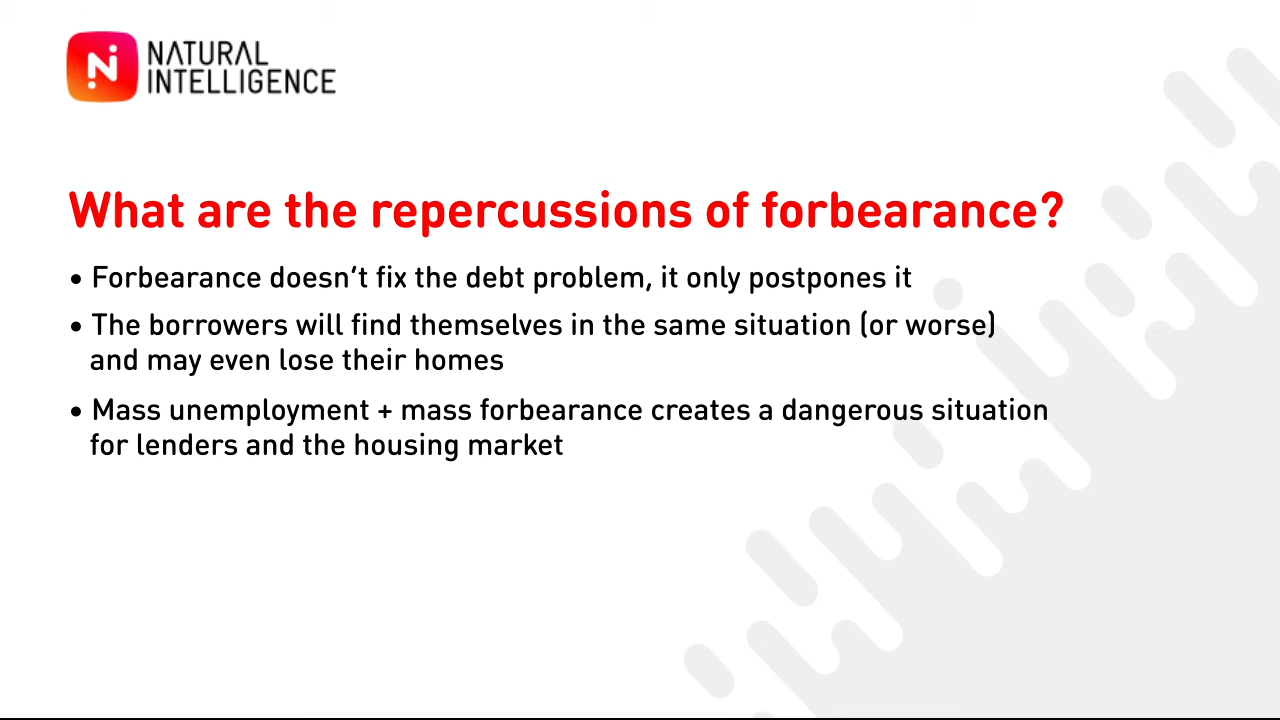 NATURAL
INTELLIGENCE
What are the repercussions of forbearance?
• Forbearance doesn't fix the debt problem, it only postpones it
• The borrowers will find themselves in the same situation (or worse)
and may even lose their homes
• Mass unemployment + mass forbearance creates a dangerous situation
for lenders and the housing market